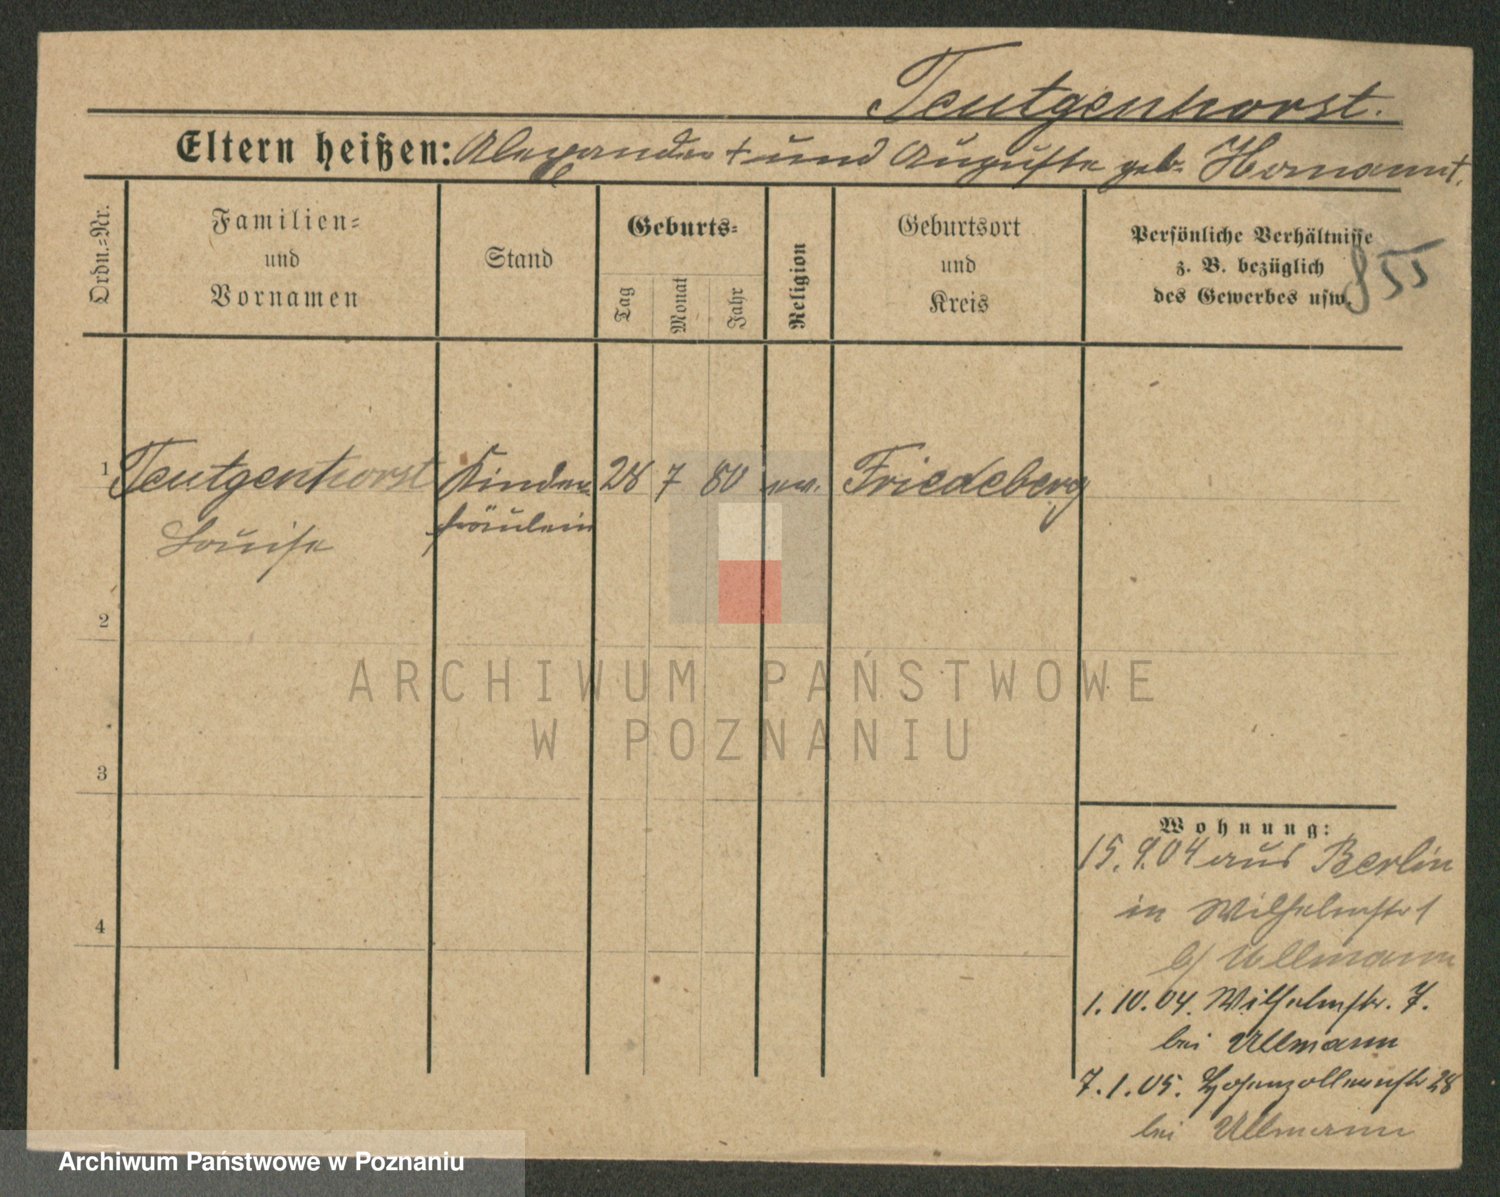 Teutgenhorst.
Eltern heißen: Alexander † und Auguste geb. Hermann †.
Ordn.=Nr.
Familien=
und
Vornamen
Stand
Geburts=
Tag
Monat
Jahr
Religion
Geburtsort
und
Kreis
Persönliche Verhältnisse
z. B. bezüglich
des Gewerbes usw.
855
1 Teutgenhorst Kinder= 28 7 80 ev. Friedeberg
Louise fräulein
2
3
4
ARCHIWUM PAŃSTWOWE
W POZNANIU
Wohnung:
15.9.04 aus Berlin
in Wilhelmstr 1
b/ Ullmann
1.10.04. Wilhelmstr. 7.
bei Ullmann
7.1.05. Hohenzollernstr 28
bei Ullmann
Archiwum Państwowe w Poznaniu